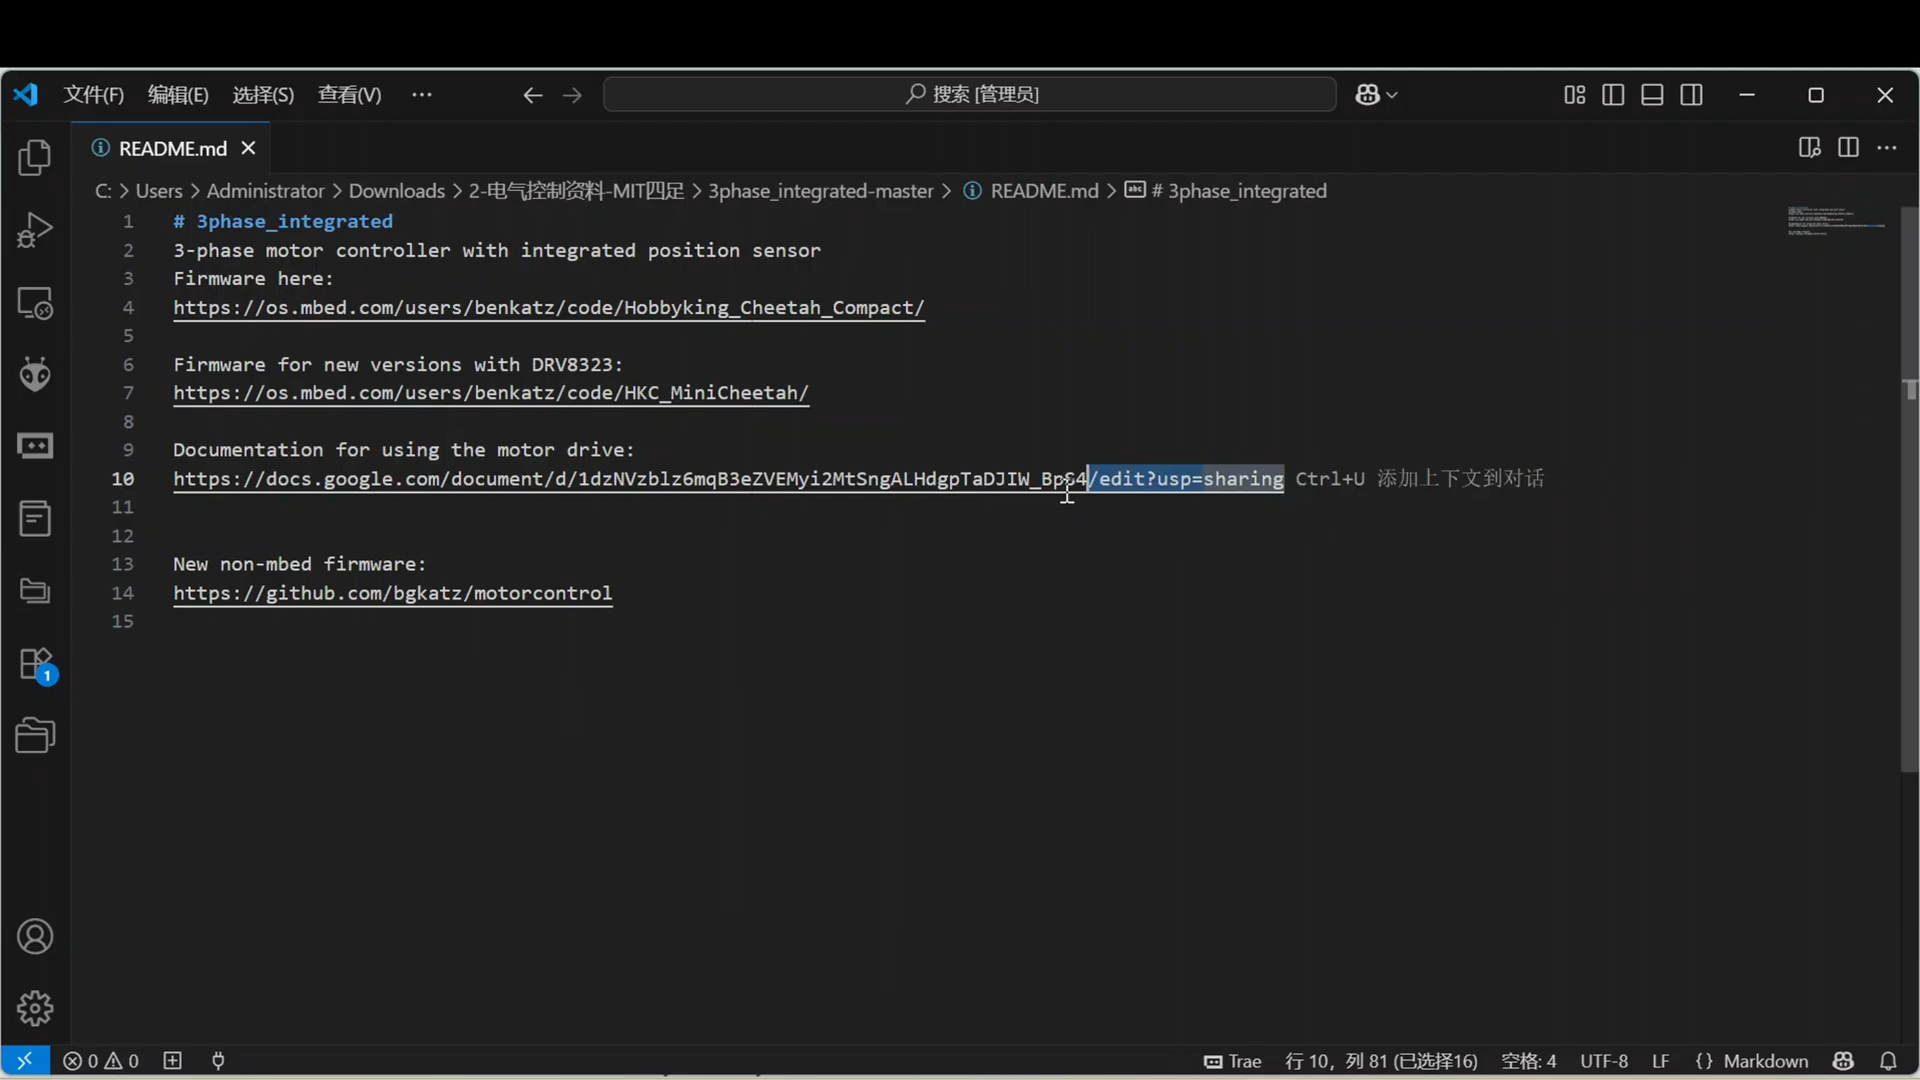 文件(F) 编辑(E) 选择(S) 查看(V) ··· 搜索 [管理员]
README.md
C: > Users > Administrator > Downloads > 2-电气控制资料-MIT四足 > 3phase_integrated-master > README.md > # 3phase_integrated
1 # 3phase_integrated
2 3-phase motor controller with integrated position sensor
3 Firmware here:
4 https://os.mbed.com/users/benkatz/code/Hobbyking_Cheetah_Compact/
5
6 Firmware for new versions with DRV8323:
7 https://os.mbed.com/users/benkatz/code/HKC_MiniCheetah/
8
9 Documentation for using the motor drive:
10 https://docs.google.com/document/d/1dzNVzblz6mqB3eZVEMyi2MtSngALHdgpTaDJIW_BpS4/edit?usp=sharing Ctrl+U 添加上下文到对话
11
12
13 New non-mbed firmware:
14 https://github.com/bgkatz/motorcontrol
15
1
0 0 Trae 行 10，列 81 (已选择16) 空格: 4 UTF-8 LF {} Markdown